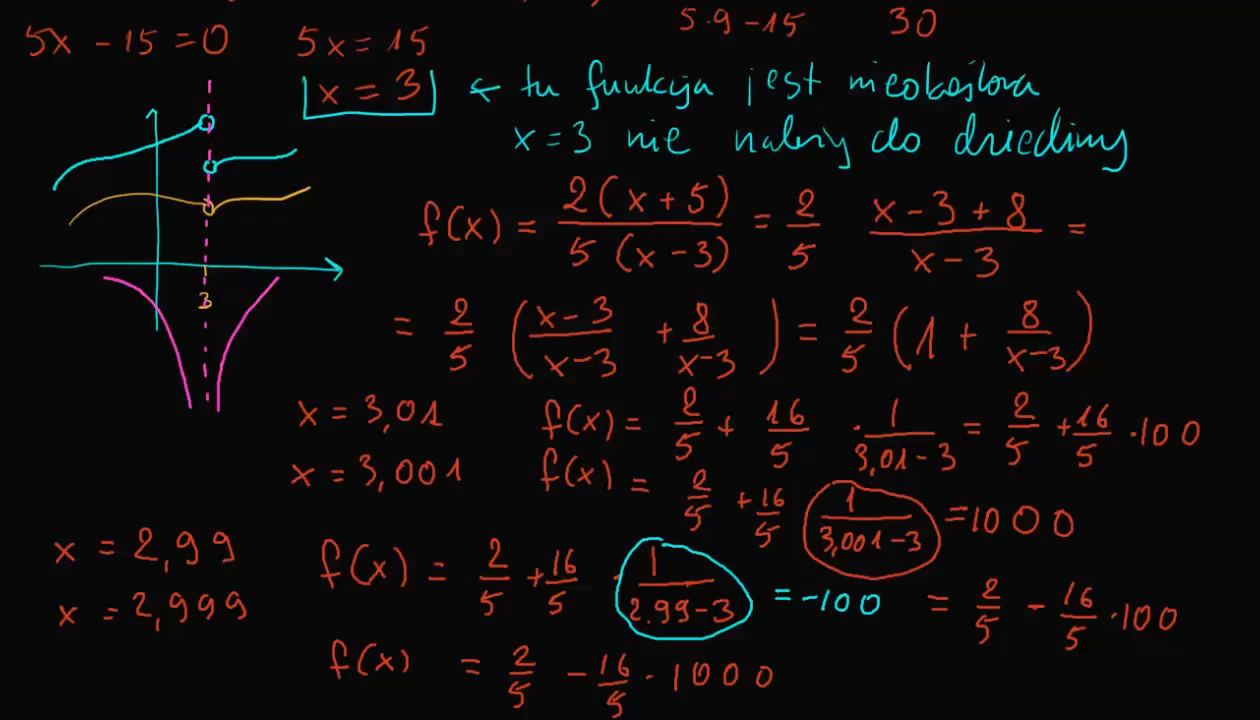 5·9-15 30
5x - 15 = 0 5x = 15
x = 3 ← tu funkcja jest nieokreślona
x = 3 nie należy do dziedziny
f(x) = 2(x+5)/5(x-3) = 2/5 x-3+8/x-3 =
= 2/5 (x-3/x-3 + 8/x-3) = 2/5 (1 + 8/x-3)
3
x = 3,01 f(x) = 2/5 + 16/5 · 1/3,01-3 = 2/5 + 16/5 · 100
x = 3,001 f(x) = 2/5 + 16/5 1/3,001-3 = 1000
x = 2,99 f(x) = 2/5 + 16/5 · 1/2.99-3 = -100 = 2/5 - 16/5 · 100
x = 2,999
f(x) = 2/5 - 16/5 · 1000